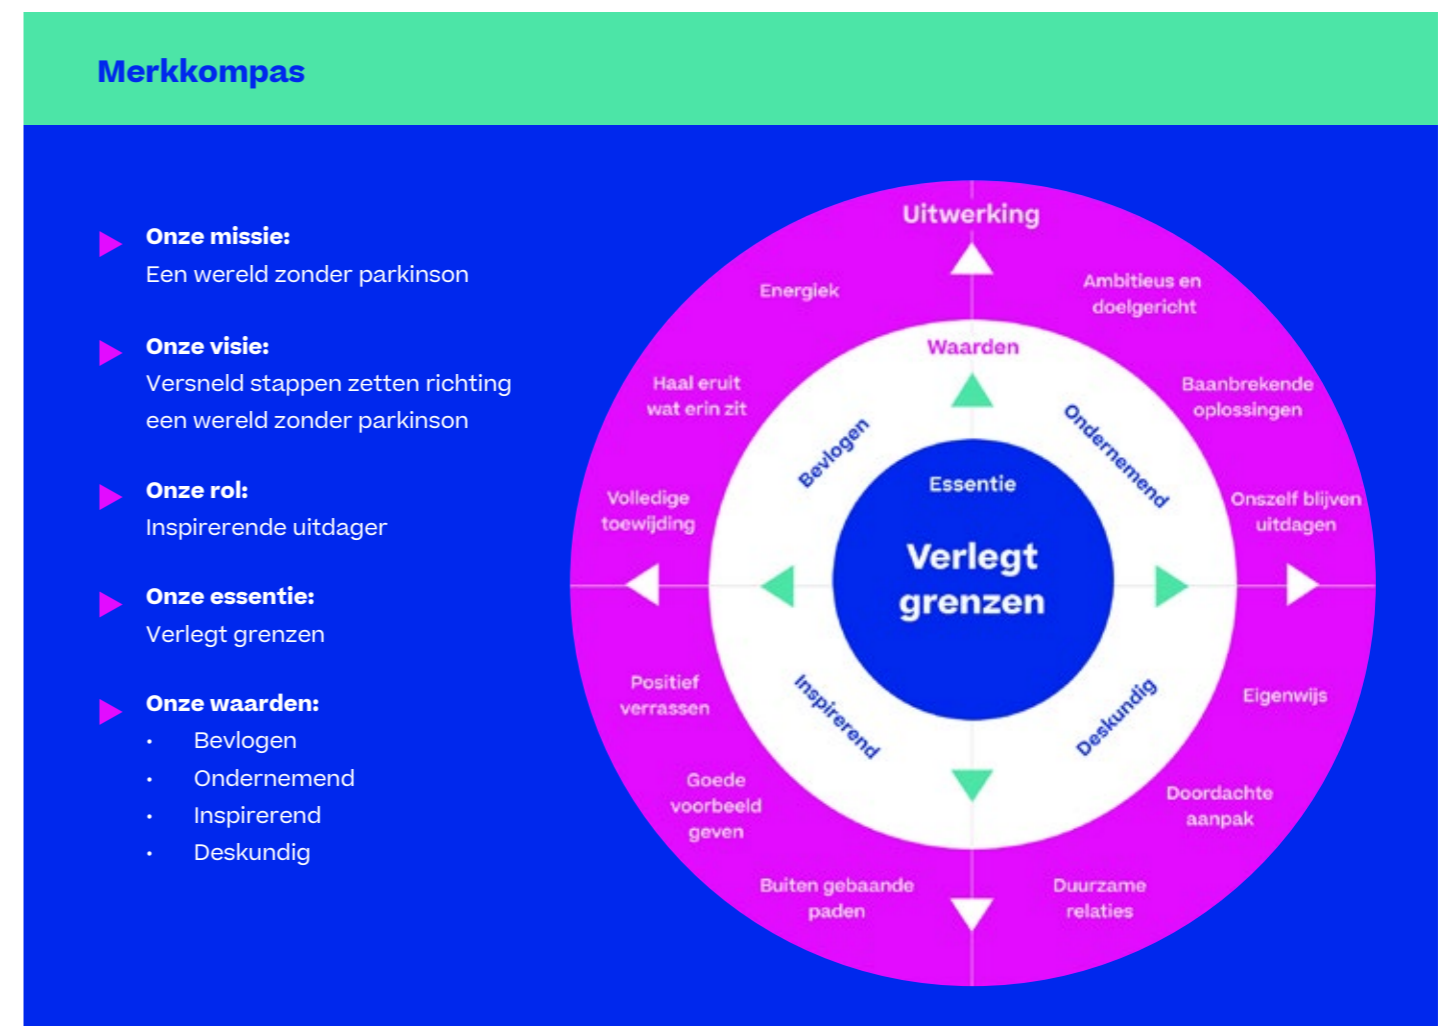 Merkkompas
Onze missie:
Een wereld zonder parkinson
Onze visie:
Versneld stappen zetten richting
een wereld zonder parkinson
Onze rol:
Inspirerende uitdager
Onze essentie:
Verlegt grenzen
Onze waarden:
• Bevlogen
• Ondernemend
• Inspirerend
• Deskundig
Uitwerking
Energiek
Ambitieus en
doelgericht
Waarden
Haal eruit
wat erin zit
Baanbrekende
oplossingen
Bevlogen
Ondernemend
Essentie
Volledige
toewijding
Onszelf blijven
uitdagen
Verlegt
grenzen
Positief
verrassen
Inspirerend
Deskundig
Eigenwijs
Goede
voorbeeld
geven
Doordachte
aanpak
Buiten gebaande
paden
Duurzame
relaties